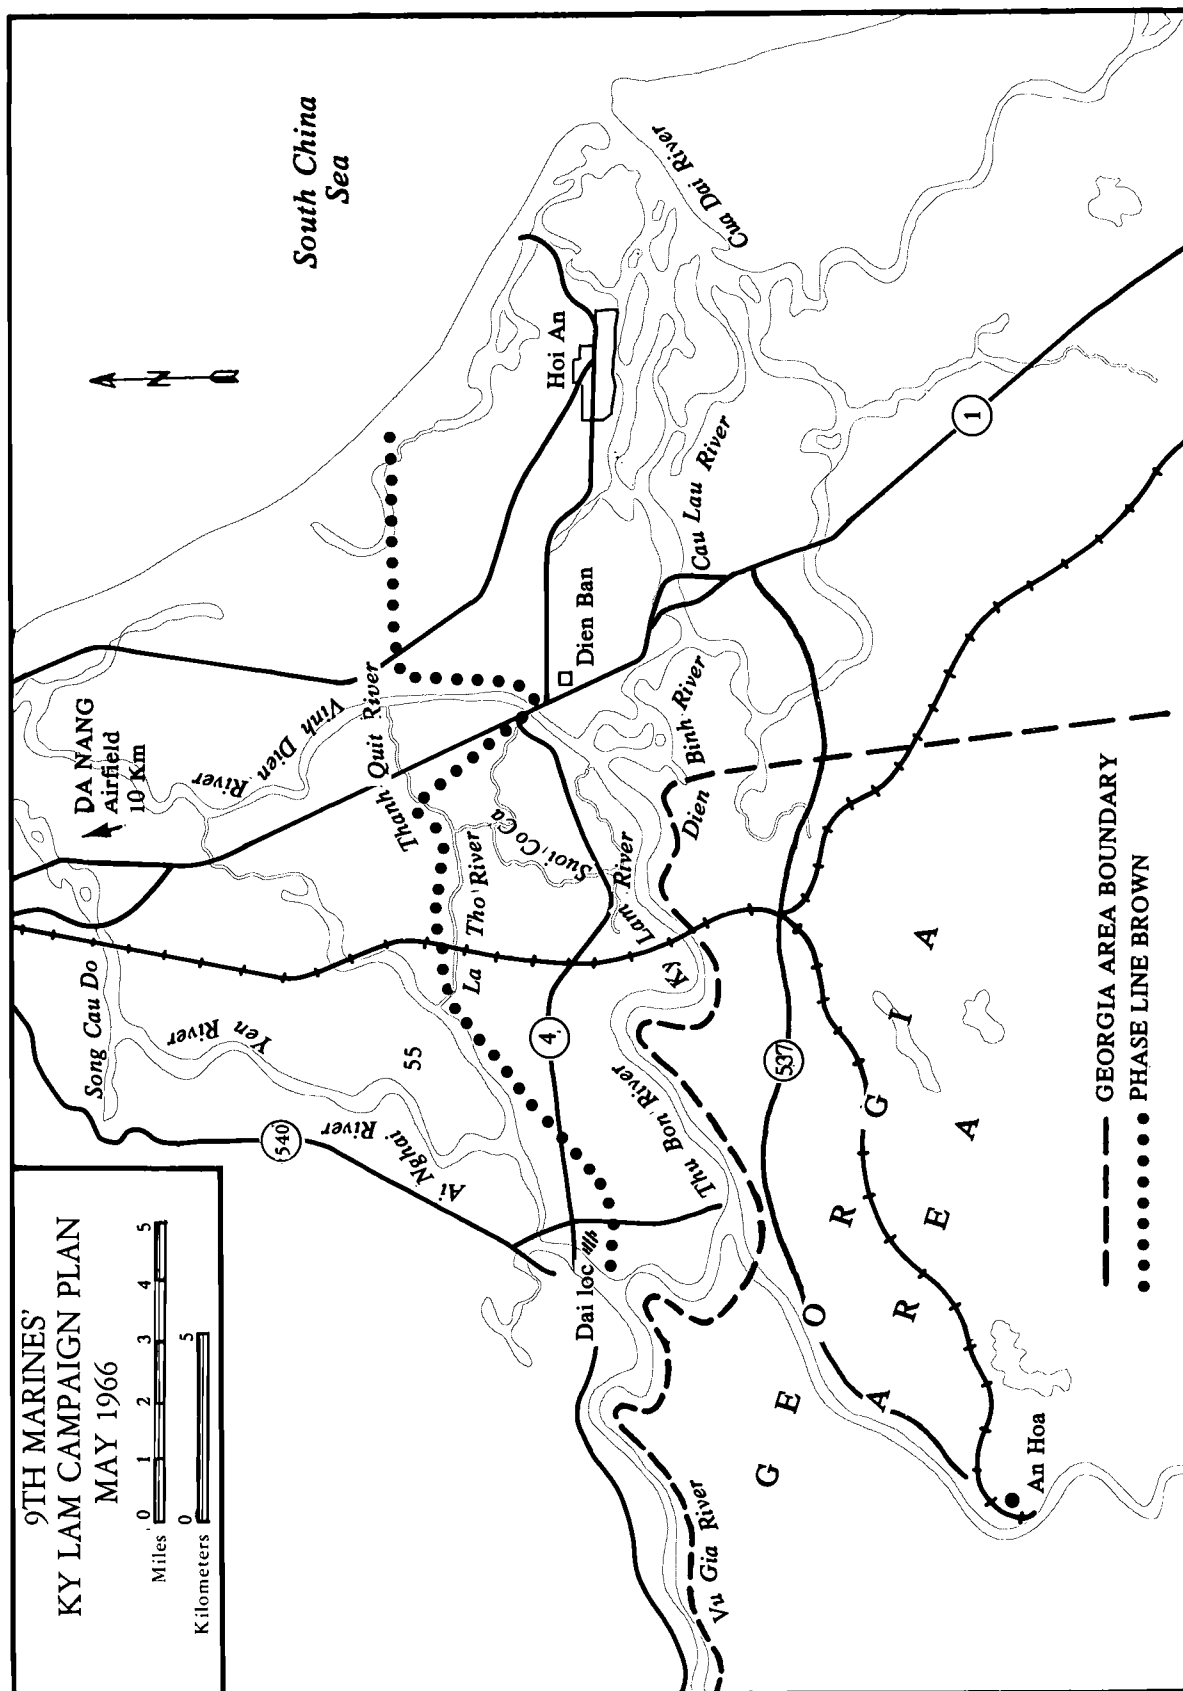 9TH MARINES'
KY LAM CAMPAIGN PLAN
MAY 1966
Miles 0 1 2 3 4 5
Kilometers 0 5
DA NANG
Airfield
10 Km
N
South China
Sea
Song Cau Do
Yen River
Vinh Dien River
540
Ai Nghai River
55
Thanh Quit River
La Tho River
Suoi Co Ca
4
Hoi An
Cua Dai River
Dien Ban
Dai loc
Ky Lam River
Thu Bon River
Cau Lau River
Dien Binh River
Vu Gia River
537
1
GEORGIA
AREA
An Hoa
GEORGIA AREA BOUNDARY
PHASE LINE BROWN